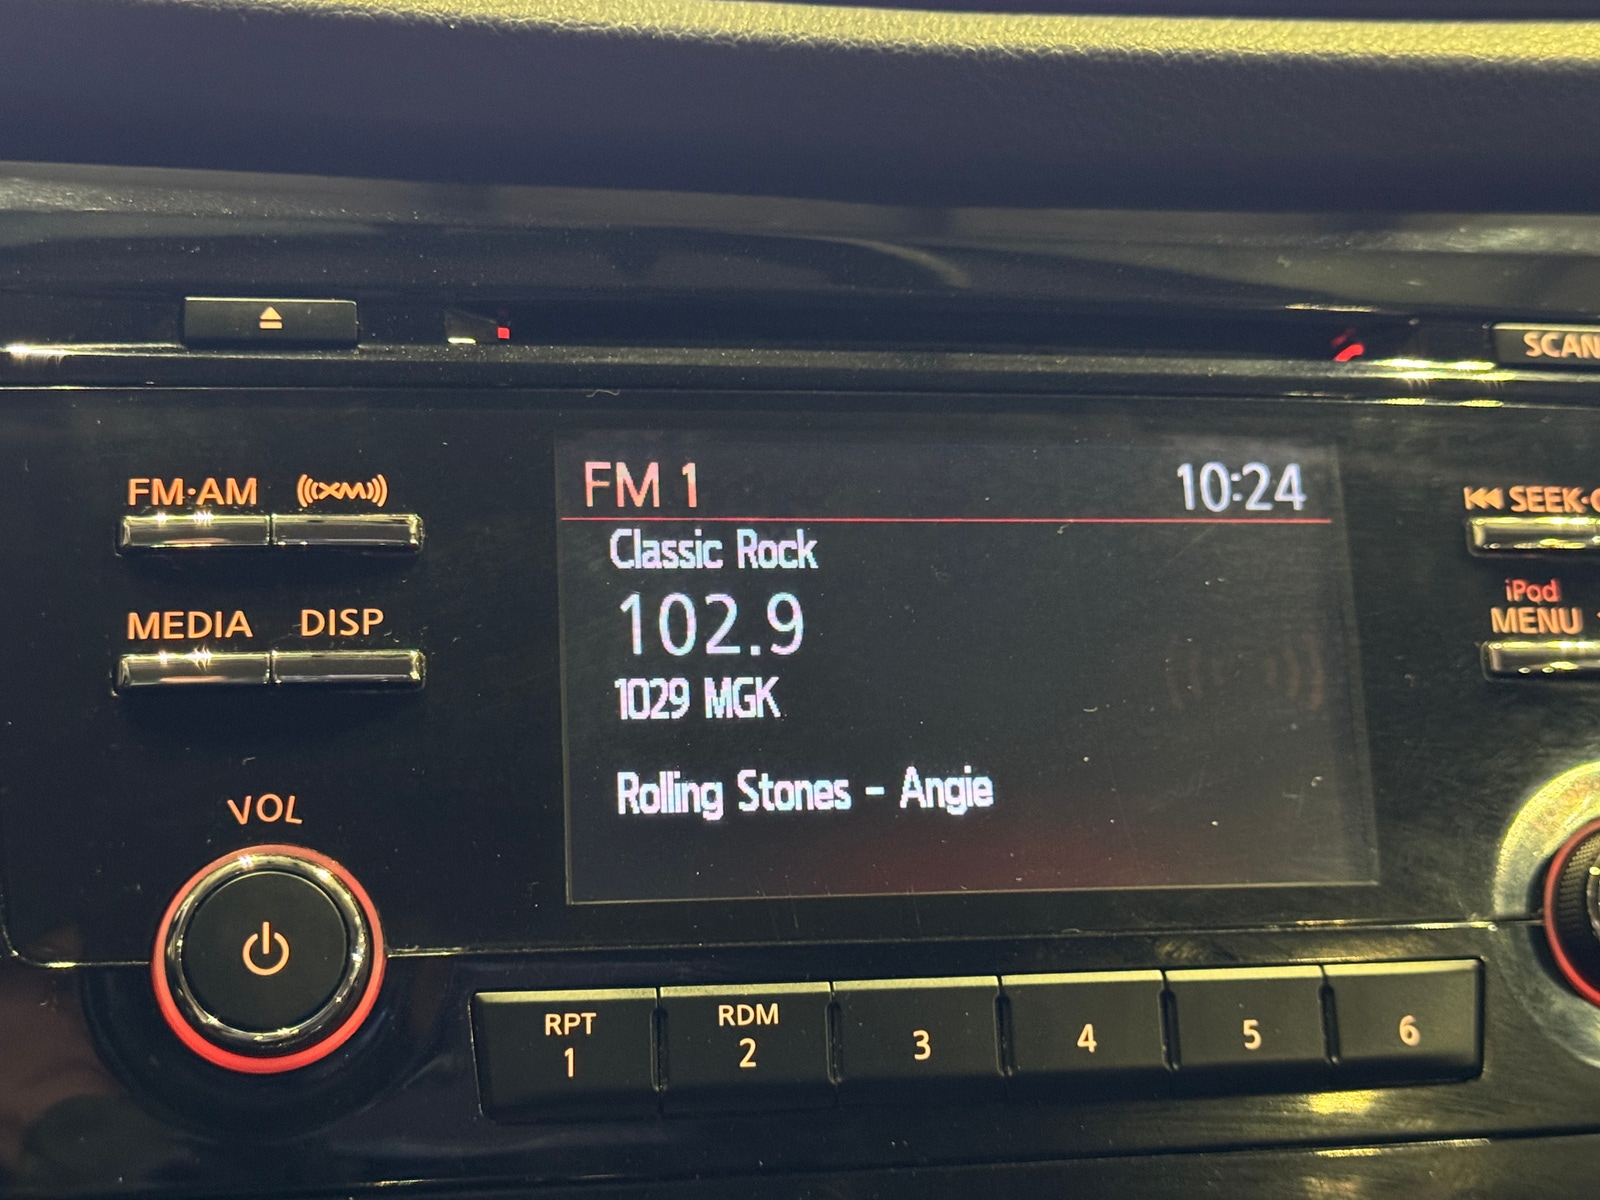 SCAN
FM·AM
((XM))
MEDIA
DISP
VOL
FM 1
10:24
Classic Rock
102.9
1029 MGK
Rolling Stones - Angie
SEEK·
iPod
MENU
RPT
1
RDM
2
3
4
5
6